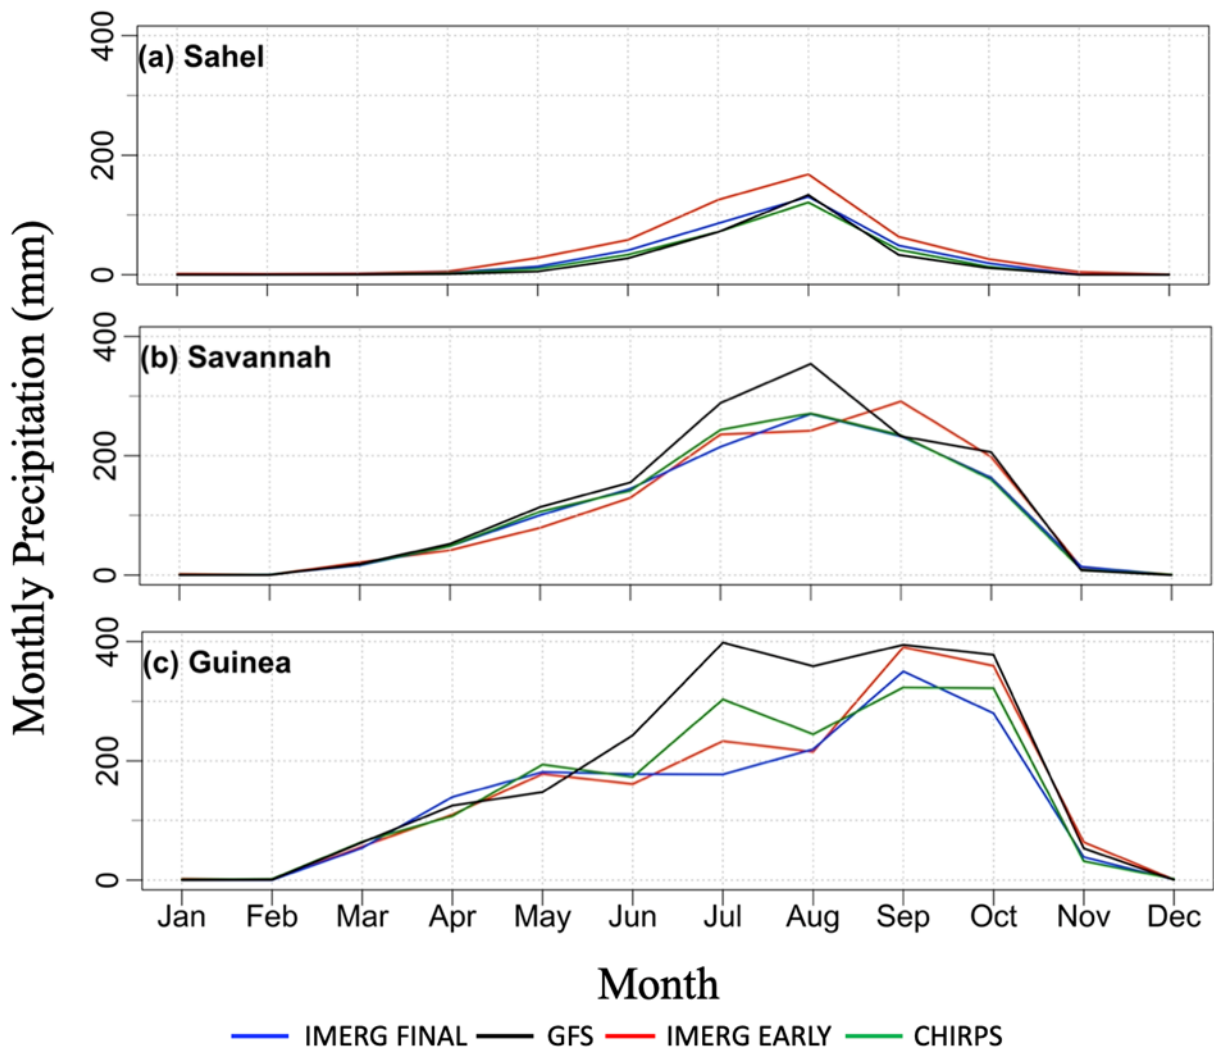 Monthly Precipitation (mm)
400
(a) Sahel
200
0
400
(b) Savannah
200
0
400
(c) Guinea
200
0
Jan Feb Mar Apr May Jun Jul Aug Sep Oct Nov Dec
Month
IMERG FINAL GFS IMERG EARLY CHIRPS